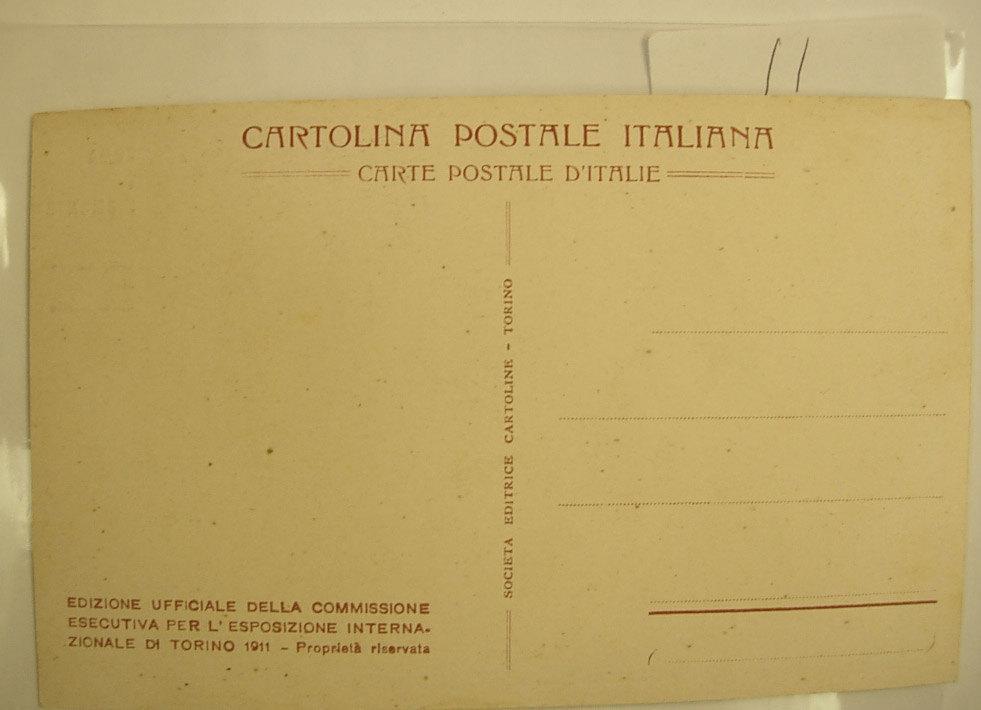 11
CARTOLINA POSTALE ITALIANA
CARTE POSTALE D'ITALIE
SOCIETA EDITRICE CARTOLINE - TORINO
EDIZIONE UFFICIALE DELLA COMMISSIONE
ESECUTIVA PER L' ESPOSIZIONE INTERNA-
ZIONALE DI TORINO 1911 - Proprietà riservata